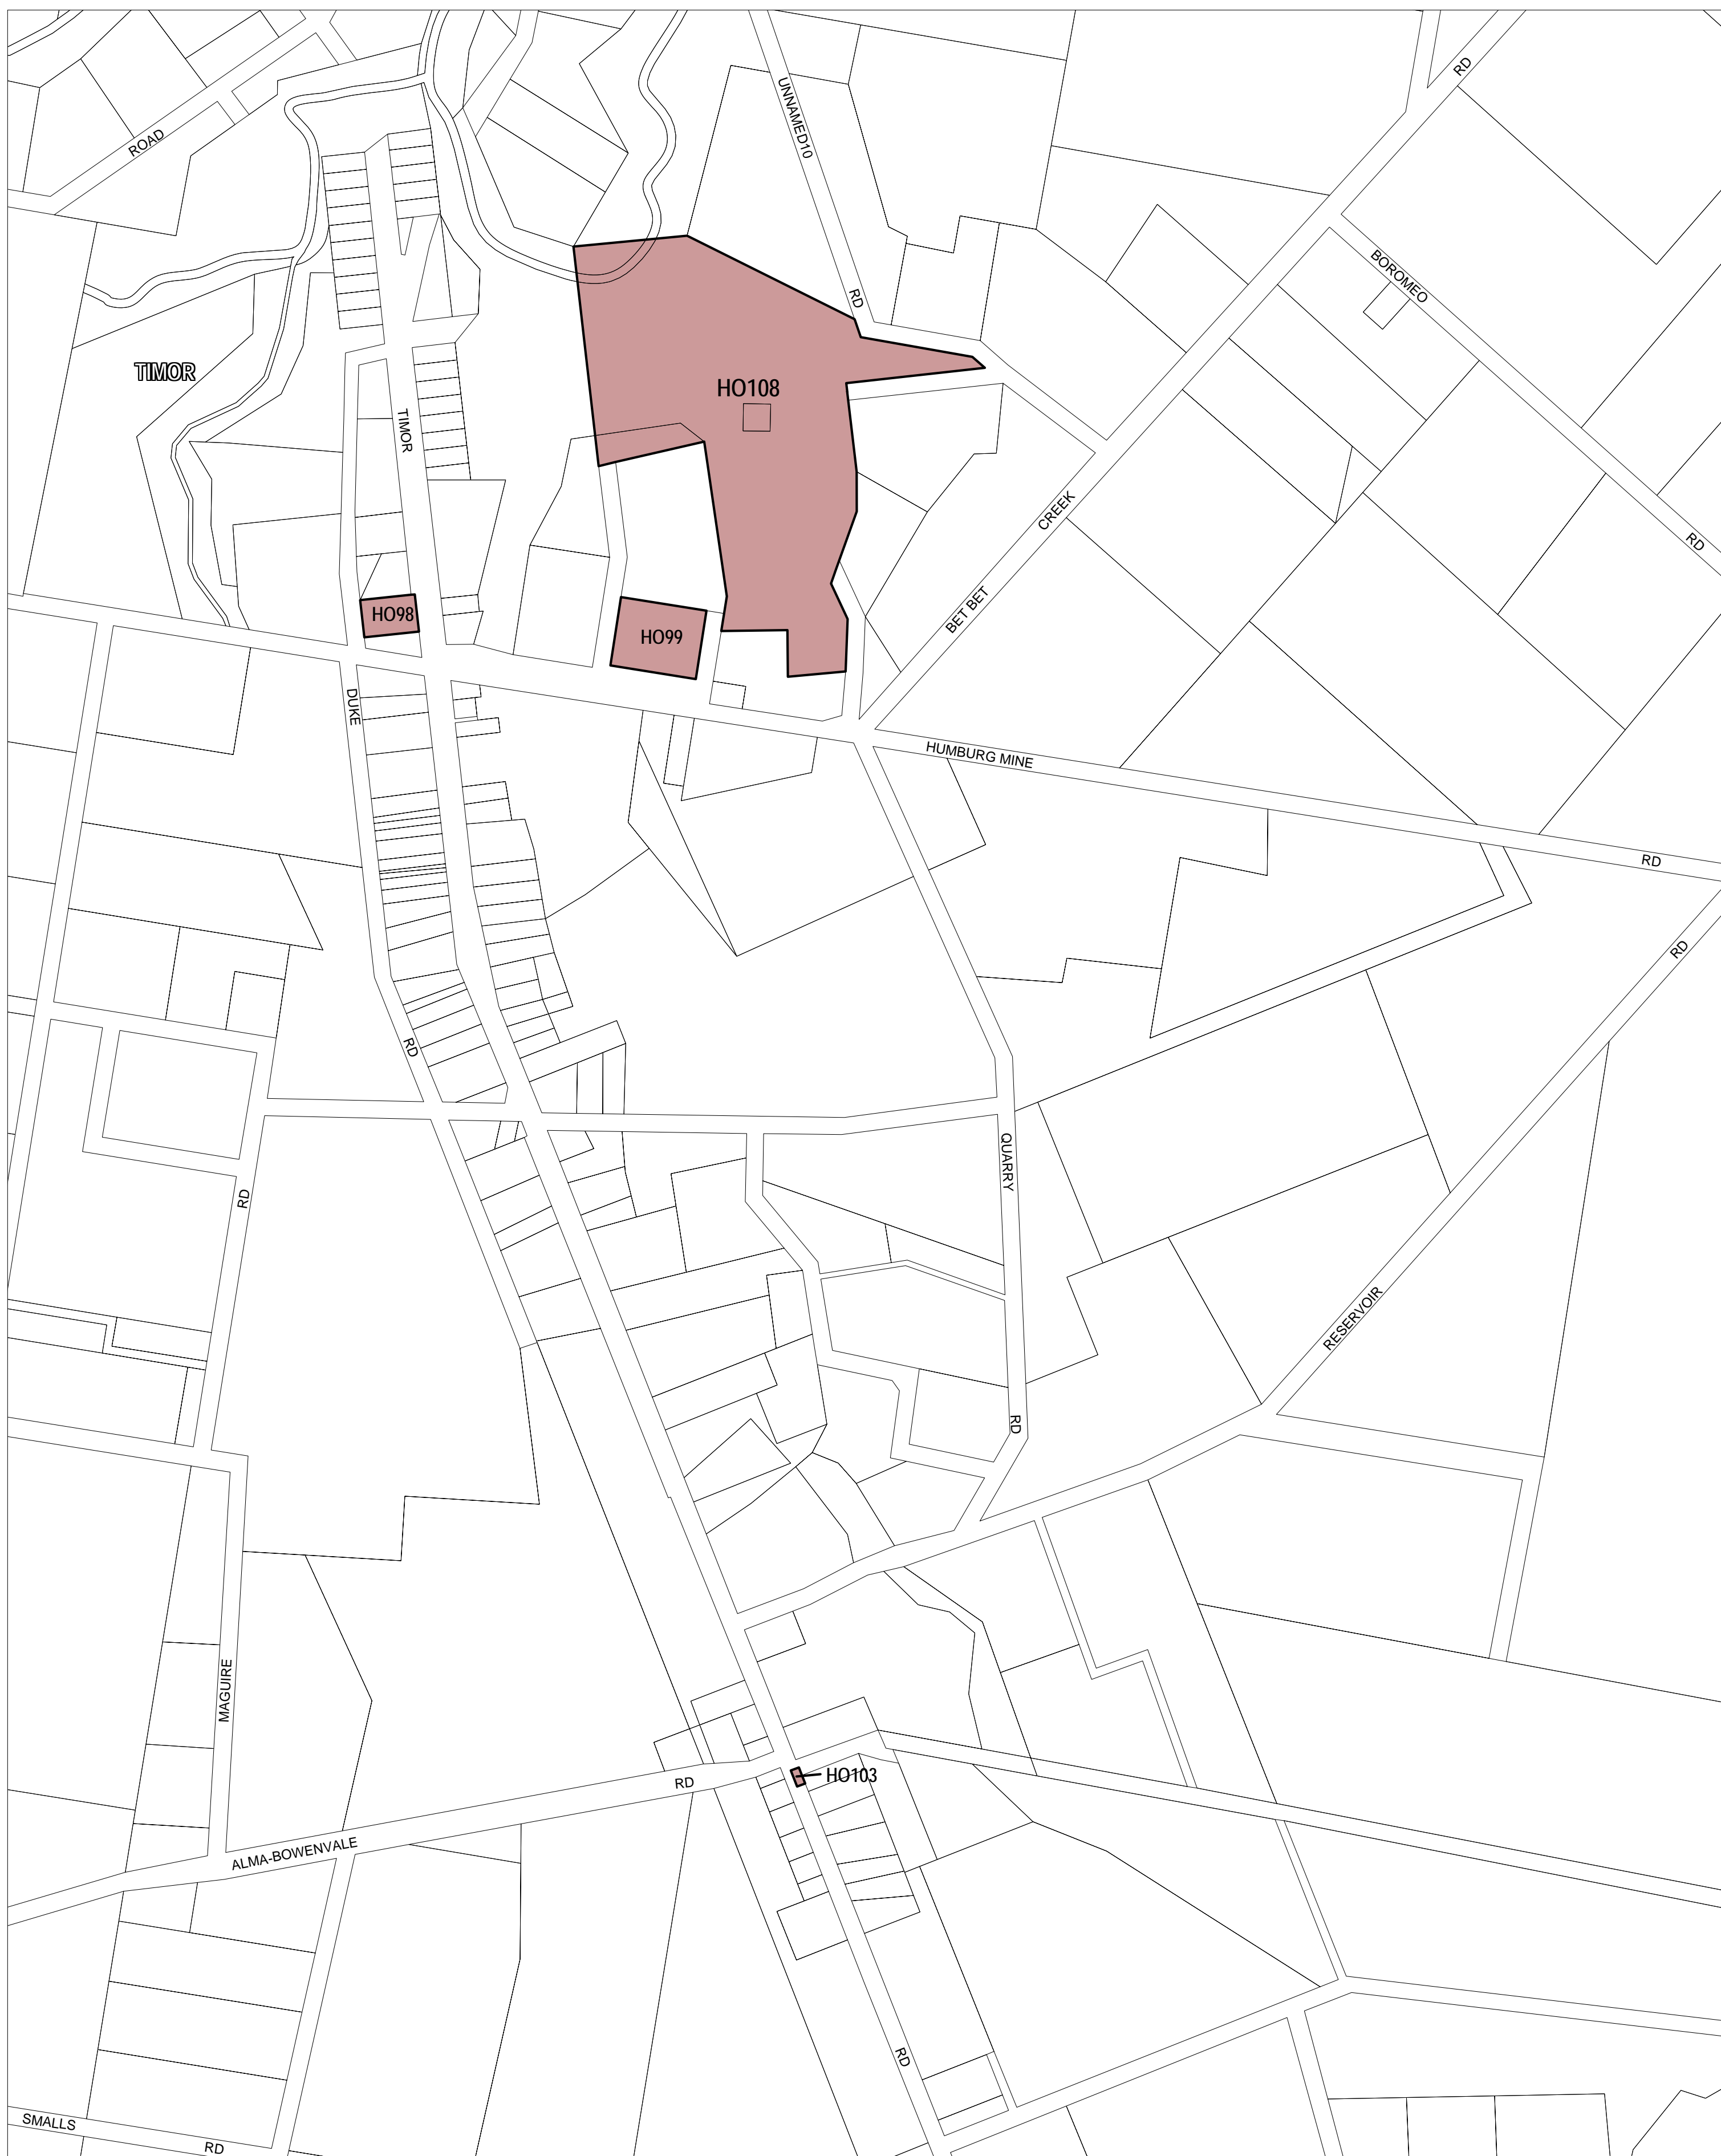 RD
UNNAMED10
ROAD
BOROMEO
RD
TIMOR
HO108
TIMOR
CREEK
RD
BET BET
HO98
HO99
DUKE
HUMBURG MINE
RD
RD
RD
QUARRY
RD
RESERVOIR
RD
MAGUIRE
HO103
RD
ALMA-BOWENVALE
RD
SMALLS
RD